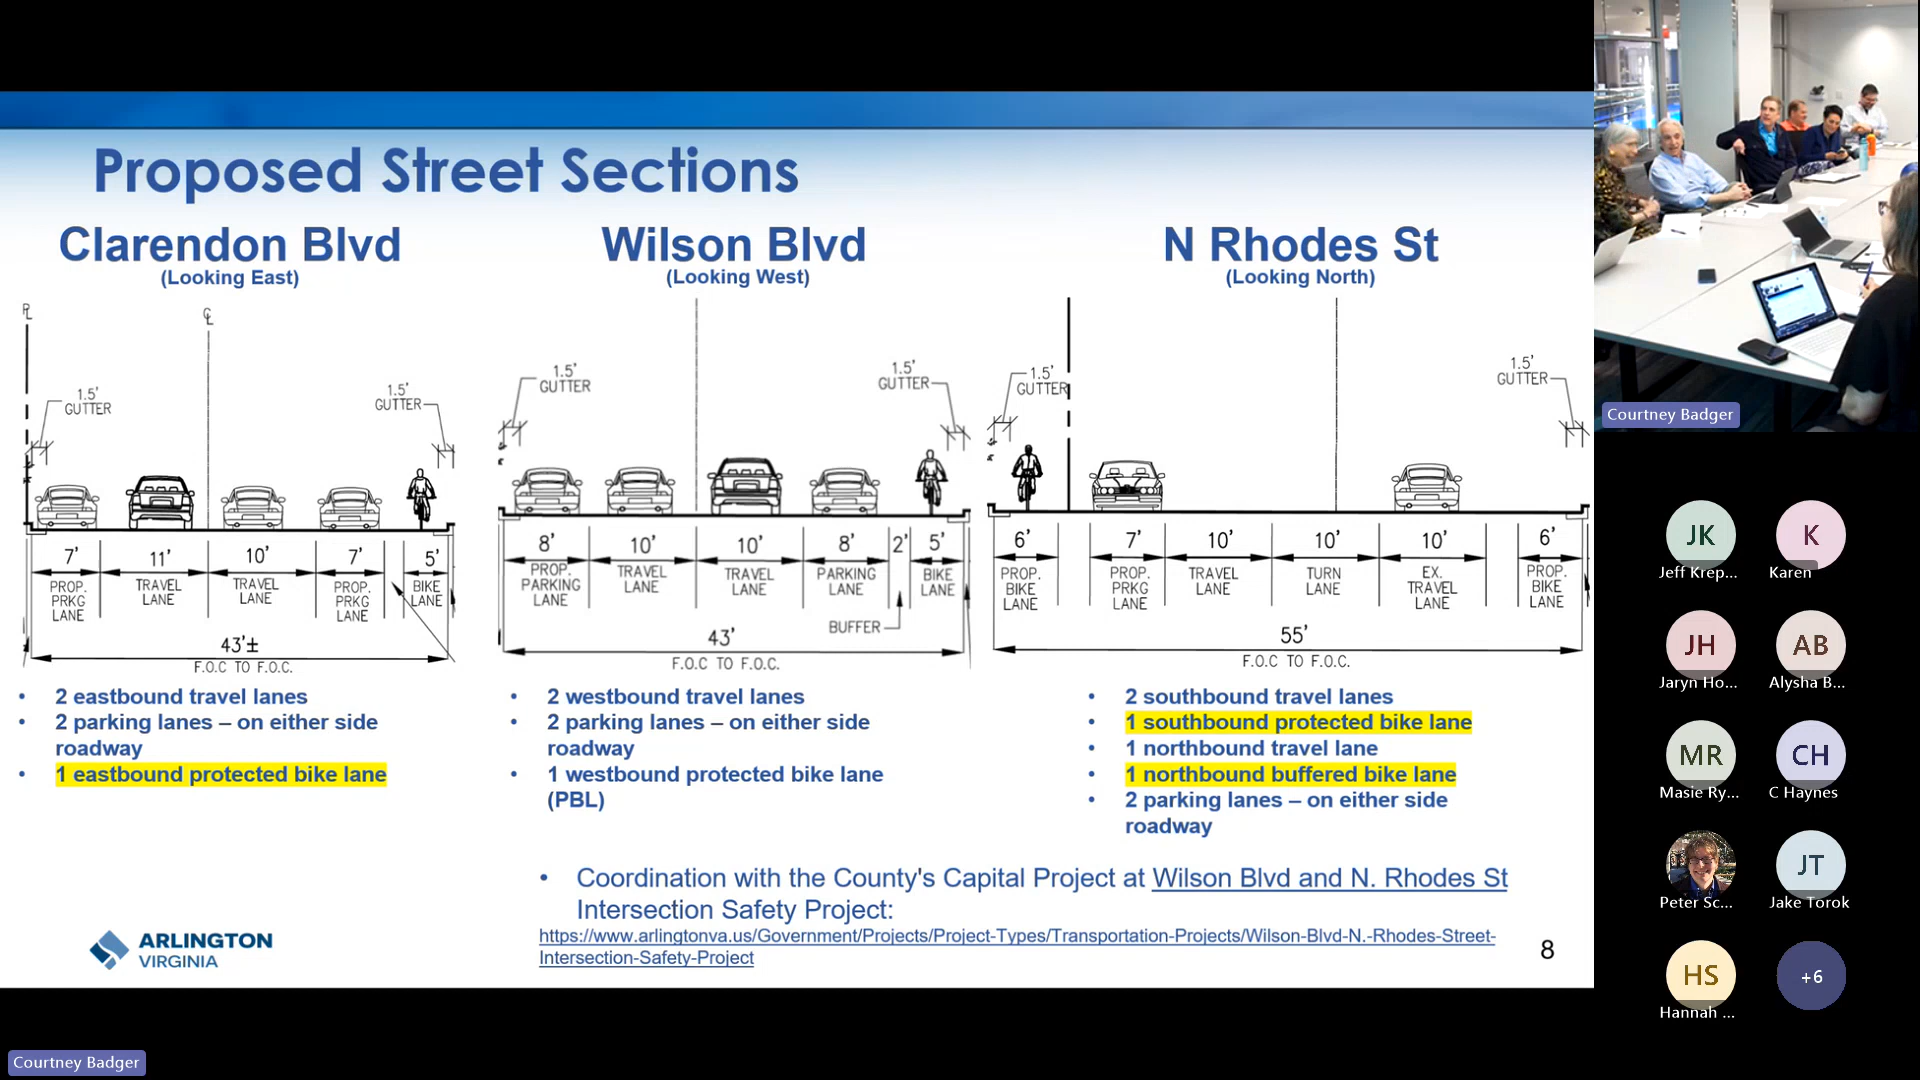 Proposed Street Sections
Clarendon Blvd
(Looking East)
1.5'
GUTTER
1.5'
GUTTER
7'
11'
10'
7'
5'
PROP.
PRKG
LANE
TRAVEL
LANE
TRAVEL
LANE
PROP.
PRKG
LANE
BIKE
LANE
43'±
F.O.C TO F.O.C.
• 2 eastbound travel lanes
• 2 parking lanes – on either side
roadway
• 1 eastbound protected bike lane
Wilson Blvd
(Looking West)
1.5'
GUTTER
1.5'
GUTTER
8'
10'
10'
8'
2'
5'
PROP.
PARKING
LANE
TRAVEL
LANE
TRAVEL
LANE
PARKING
LANE
BIKE
LANE
BUFFER
43'
F.O.C TO F.O.C.
• 2 westbound travel lanes
• 2 parking lanes – on either side
roadway
• 1 westbound protected bike lane
(PBL)
N Rhodes St
(Looking North)
1.5'
GUTTER
1.5'
GUTTER
6'
7'
10'
10'
10'
6'
PROP.
BIKE
LANE
PROP.
PRKG
LANE
TRAVEL
LANE
TURN
LANE
EX.
TRAVEL
LANE
PROP.
BIKE
LANE
55'
F.O.C TO F.O.C.
• 2 southbound travel lanes
• 1 southbound protected bike lane
• 1 northbound travel lane
• 1 northbound buffered bike lane
• 2 parking lanes – on either side
roadway
• Coordination with the County's Capital Project at Wilson Blvd and N. Rhodes St
Intersection Safety Project:
https://www.arlingtonva.us/Government/Projects/Project-Types/Transportation-Projects/Wilson-Blvd-N.-Rhodes-Street-
Intersection-Safety-Project
ARLINGTON
VIRGINIA
8
Courtney Badger
Courtney Badger
JK
Jeff Krep...
K
Karen
JH
Jaryn Ho...
AB
Alysha B...
MR
Masie Ry...
CH
C Haynes
Peter Sc...
JT
Jake Torok
HS
Hannah ...
+6